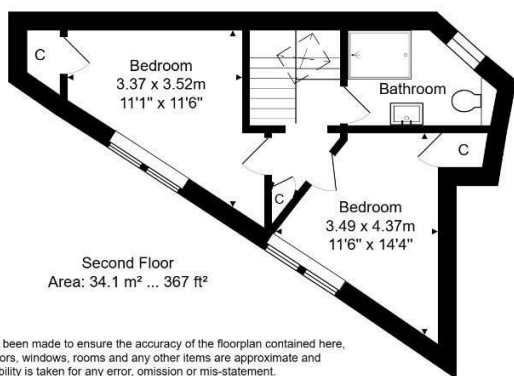 C
Bedroom
3.37 x 3.52m
11'1" x 11'6"
Bathroom
C
C
Bedroom
3.49 x 4.37m
11'6" x 14'4"
Second Floor
Area: 34.1 m² ... 367 ft²
been made to ensure the accuracy of the floorplan contained here,
ors, windows, rooms and any other items are approximate and
bility is taken for any error, omission or mis-statement.